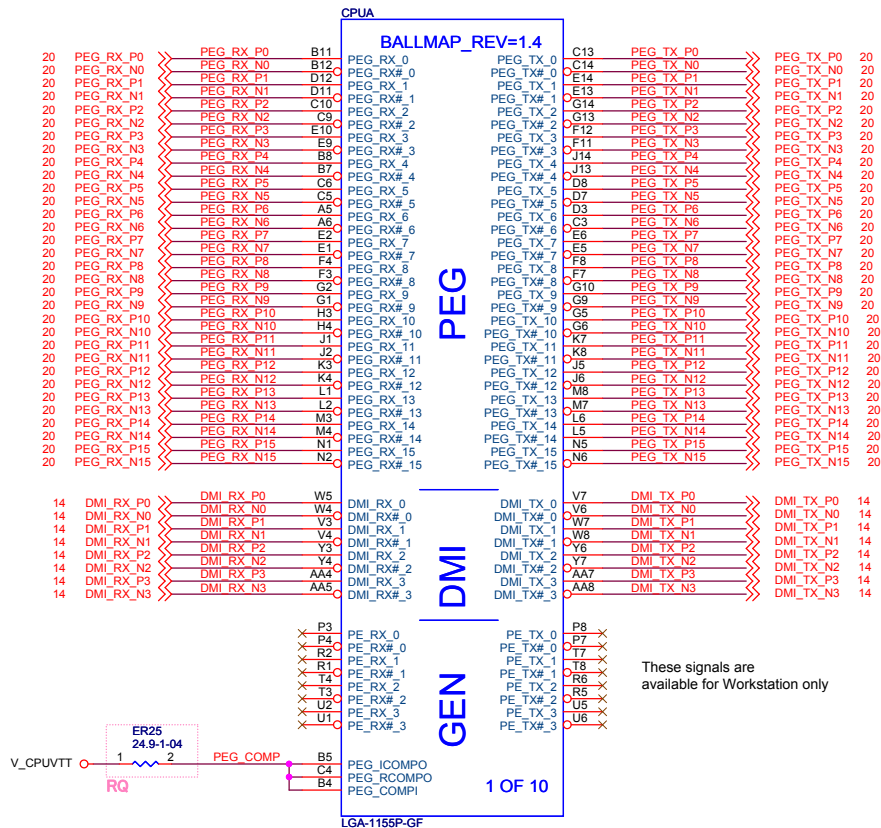 CPUA
BALLMAP_REV=1.4
20 PEG_RX_P0 PEG_RX_P0 B11 PEG_RX_0 PEG_TX_0 C13 PEG_TX_P0 PEG_TX_P0 20
20 PEG_RX_N0 PEG_RX_N0 B12 PEG_RX#_0 PEG_TX#_0 C14 PEG_TX_N0 PEG_TX_N0 20
20 PEG_RX_P1 PEG_RX_P1 D12 PEG_RX_1 PEG_TX_1 E14 PEG_TX_P1 PEG_TX_P1 20
20 PEG_RX_N1 PEG_RX_N1 D11 PEG_RX#_1 PEG_TX#_1 E13 PEG_TX_N1 PEG_TX_N1 20
20 PEG_RX_P2 PEG_RX_P2 C10 PEG_RX_2 PEG_TX_2 G14 PEG_TX_P2 PEG_TX_P2 20
20 PEG_RX_N2 PEG_RX_N2 C9 PEG_RX#_2 PEG_TX#_2 G13 PEG_TX_N2 PEG_TX_N2 20
20 PEG_RX_P3 PEG_RX_P3 E10 PEG_RX_3 PEG_TX_3 F12 PEG_TX_P3 PEG_TX_P3 20
20 PEG_RX_N3 PEG_RX_N3 E9 PEG_RX#_3 PEG_TX#_3 F11 PEG_TX_N3 PEG_TX_N3 20
20 PEG_RX_P4 PEG_RX_P4 B8 PEG_RX_4 PEG_TX_4 J14 PEG_TX_P4 PEG_TX_P4 20
20 PEG_RX_N4 PEG_RX_N4 B7 PEG_RX#_4 PEG_TX#_4 J13 PEG_TX_N4 PEG_TX_N4 20
20 PEG_RX_P5 PEG_RX_P5 C6 PEG_RX_5 PEG_TX_5 D8 PEG_TX_P5 PEG_TX_P5 20
20 PEG_RX_N5 PEG_RX_N5 C5 PEG_RX#_5 PEG_TX#_5 D7 PEG_TX_N5 PEG_TX_N5 20
20 PEG_RX_P6 PEG_RX_P6 A5 PEG_RX_6 PEG_TX_6 D3 PEG_TX_P6 PEG_TX_P6 20
20 PEG_RX_N6 PEG_RX_N6 A6 PEG_RX#_6 PEG_TX#_6 C3 PEG_TX_N6 PEG_TX_N6 20
20 PEG_RX_P7 PEG_RX_P7 E2 PEG_RX_7 PEG_TX_7 E6 PEG_TX_P7 PEG_TX_P7 20
20 PEG_RX_N7 PEG_RX_N7 E1 PEG_RX#_7 PEG_TX#_7 E5 PEG_TX_N7 PEG_TX_N7 20
20 PEG_RX_P8 PEG_RX_P8 F4 PEG_RX_8 PEG_TX_8 F8 PEG_TX_P8 PEG_TX_P8 20
20 PEG_RX_N8 PEG_RX_N8 F3 PEG_RX#_8 PEG_TX#_8 F7 PEG_TX_N8 PEG_TX_N8 20
20 PEG_RX_P9 PEG_RX_P9 G2 PEG_RX_9 PEG_TX_9 G10 PEG_TX_P9 PEG_TX_P9 20
20 PEG_RX_N9 PEG_RX_N9 G1 PEG_RX#_9 PEG_TX#_9 G9 PEG_TX_N9 PEG_TX_N9 20
20 PEG_RX_P10 PEG_RX_P10 H3 PEG_RX_10 PEG_TX_10 G5 PEG_TX_P10 PEG_TX_P10 20
20 PEG_RX_N10 PEG_RX_N10 H4 PEG_RX#_10 PEG_TX#_10 G6 PEG_TX_N10 PEG_TX_N10 20
20 PEG_RX_P11 PEG_RX_P11 J1 PEG_RX_11 PEG_TX_11 K7 PEG_TX_P11 PEG_TX_P11 20
20 PEG_RX_N11 PEG_RX_N11 J2 PEG_RX#_11 PEG_TX#_11 K8 PEG_TX_N11 PEG_TX_N11 20
20 PEG_RX_P12 PEG_RX_P12 K3 PEG_RX_12 PEG_TX_12 J5 PEG_TX_P12 PEG_TX_P12 20
20 PEG_RX_N12 PEG_RX_N12 K4 PEG_RX#_12 PEG_TX#_12 J6 PEG_TX_N12 PEG_TX_N12 20
20 PEG_RX_P13 PEG_RX_P13 L1 PEG_RX_13 PEG_TX_13 M8 PEG_TX_P13 PEG_TX_P13 20
20 PEG_RX_N13 PEG_RX_N13 L2 PEG_RX#_13 PEG_TX#_13 M7 PEG_TX_N13 PEG_TX_N13 20
20 PEG_RX_P14 PEG_RX_P14 M3 PEG_RX_14 PEG_TX_14 L6 PEG_TX_P14 PEG_TX_P14 20
20 PEG_RX_N14 PEG_RX_N14 M4 PEG_RX#_14 PEG_TX#_14 L5 PEG_TX_N14 PEG_TX_N14 20
20 PEG_RX_P15 PEG_RX_P15 N1 PEG_RX_15 PEG_TX_15 N5 PEG_TX_P15 PEG_TX_P15 20
20 PEG_RX_N15 PEG_RX_N15 N2 PEG_RX#_15 PEG_TX#_15 N6 PEG_TX_N15 PEG_TX_N15 20
PEG
14 DMI_RX_P0 DMI_RX_P0 W5 DMI_RX_0 DMI_TX_0 V7 DMI_TX_P0 DMI_TX_P0 14
14 DMI_RX_N0 DMI_RX_N0 W4 DMI_RX#_0 DMI_TX#_0 V6 DMI_TX_N0 DMI_TX_N0 14
14 DMI_RX_P1 DMI_RX_P1 V3 DMI_RX_1 DMI_TX_1 W7 DMI_TX_P1 DMI_TX_P1 14
14 DMI_RX_N1 DMI_RX_N1 V4 DMI_RX#_1 DMI_TX#_1 W8 DMI_TX_N1 DMI_TX_N1 14
14 DMI_RX_P2 DMI_RX_P2 Y3 DMI_RX_2 DMI_TX_2 Y6 DMI_TX_P2 DMI_TX_P2 14
14 DMI_RX_N2 DMI_RX_N2 Y4 DMI_RX#_2 DMI_TX#_2 Y7 DMI_TX_N2 DMI_TX_N2 14
14 DMI_RX_P3 DMI_RX_P3 AA4 DMI_RX_3 DMI_TX_3 AA7 DMI_TX_P3 DMI_TX_P3 14
14 DMI_RX_N3 DMI_RX_N3 AA5 DMI_RX#_3 DMI_TX#_3 AA8 DMI_TX_N3 DMI_TX_N3 14
DMI
P3 PE_RX_0 PE_TX_0 P8
P4 PE_RX#_0 PE_TX#_0 P7
R2 PE_RX_1 PE_TX_1 T7
R1 PE_RX#_1 PE_TX#_1 T8
T4 PE_RX_2 PE_TX_2 R6
T3 PE_RX#_2 PE_TX#_2 R5
U2 PE_RX_3 PE_TX_3 U5
U1 PE_RX#_3 PE_TX#_3 U6
GEN
These signals are
available for Workstation only
ER25
24.9-1-04
V_CPUVTT 1 2 PEG_COMP B5 PEG_ICOMPO
C4 PEG_RCOMPO
B4 PEG_COMPI
RQ
1 OF 10
LGA-1155P-GF